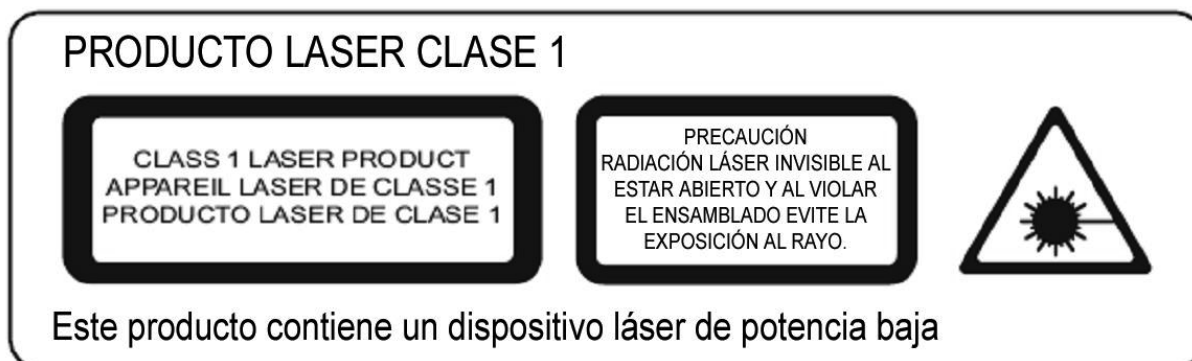 PRODUCTO LASER CLASE 1
CLASS 1 LASER PRODUCT
APPAREIL LASER DE CLASSE 1
PRODUCTO LASER DE CLASE 1
PRECAUCIÓN
RADIACIÓN LÁSER INVISIBLE AL
ESTAR ABIERTO Y AL VIOLAR
EL ENSAMBLADO EVITE LA
EXPOSICIÓN AL RAYO.
Este producto contiene un dispositivo láser de potencia baja